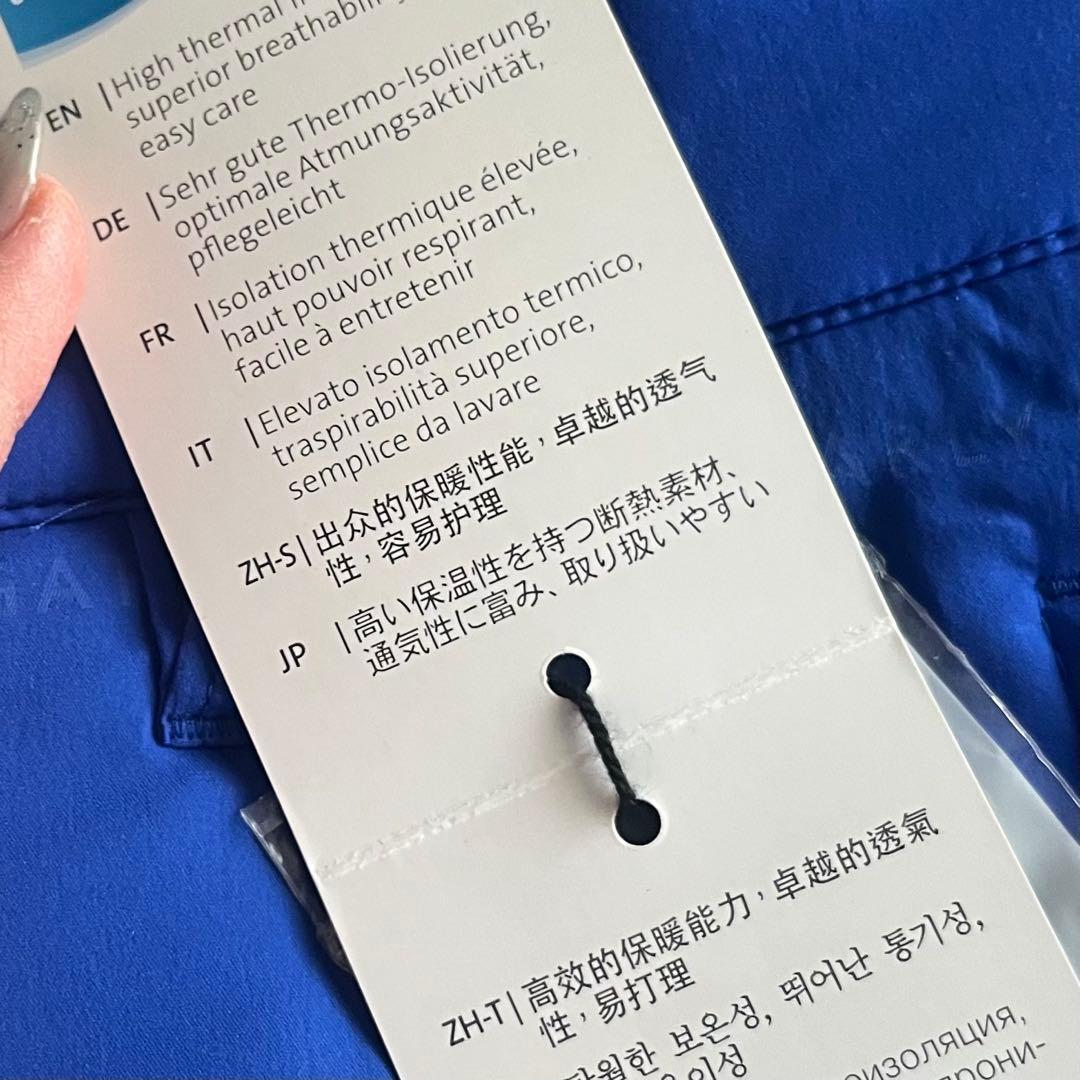 EN | High thermal
superior breathability
easy care
DE | Sehr gute Thermo-Isolierung,
optimale Atmungsaktivität,
pflegeleicht
FR | Isolation thermique élevée,
haut pouvoir respirant,
facile à entretenir
IT | Elevato isolamento termico,
traspirabilità superiore,
semplice da lavare
ZH-S | 出众的保暖性能，卓越的透气
性，容易护理
JP | 高い保温性を持つ断熱素材、
通気性に富み、取り扱いやすい
ZH-T | 高效的保暖能力，卓越的透氣
性，易打理
보온성, 뛰어난 통기성,